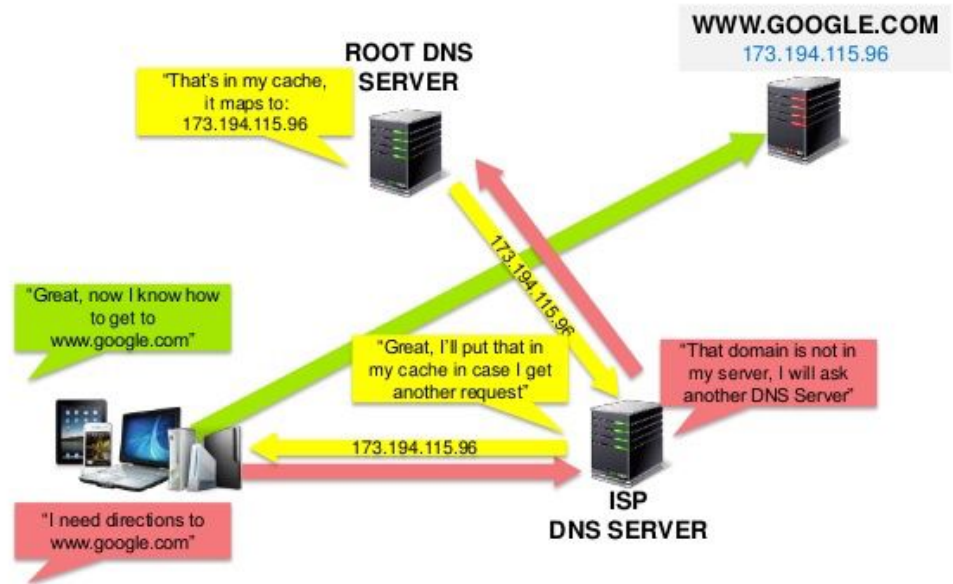 WWW.GOOGLE.COM
173.194.115.96
ROOT DNS
SERVER
"That's in my cache,
it maps to:
173.194.115.96
173.194.115.96
"Great, now I know how
to get to
www.google.com"
"Great, I'll put that in
my cache in case I get
another request"
"That domain is not in
my server, I will ask
another DNS Server"
173.194.115.96
ISP
DNS SERVER
"I need directions to
www.google.com"